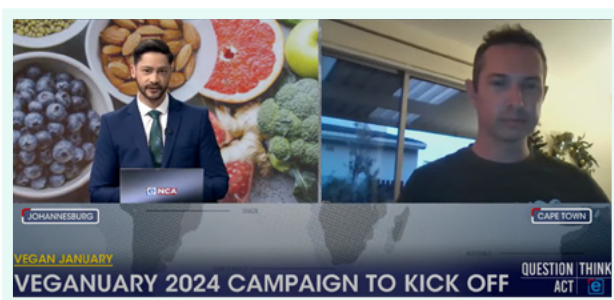 eNCA
JOHANNESBURG
CAPE TOWN
VEGAN JANUARY
VEGANUARY 2024 CAMPAIGN TO KICK OFF
QUESTION THINK
ACT e